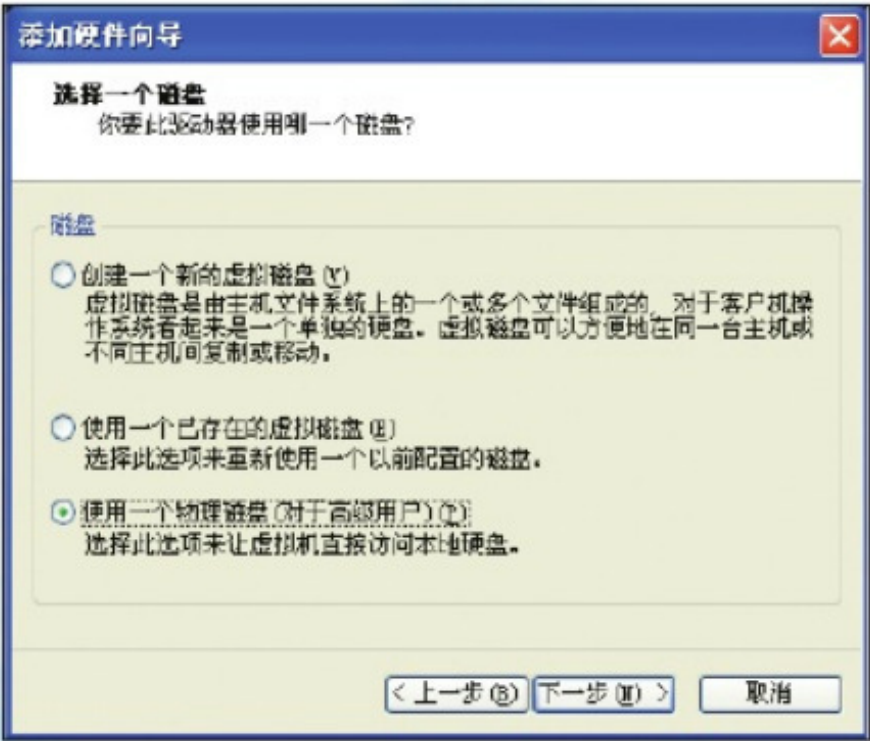 添加硬件向导
选择一个磁盘
你要此驱动器使用哪一个磁盘?
磁盘
创建一个新的虚拟磁盘(V)
虚拟磁盘是由主机文件系统上的一个或多个文件组成的，对于客户机操
作系统看起来是一个单独的硬盘。虚拟磁盘可以方便地在同一台主机或
不同主机间复制或移动。
使用一个已存在的虚拟磁盘(E)
选择此选项来重新使用一个以前配置的磁盘。
使用一个物理磁盘(对于高级用户)(P)
选择此选项来让虚拟机直接访问本地硬盘。
< 上一步(B)
下一步(N) >
取消